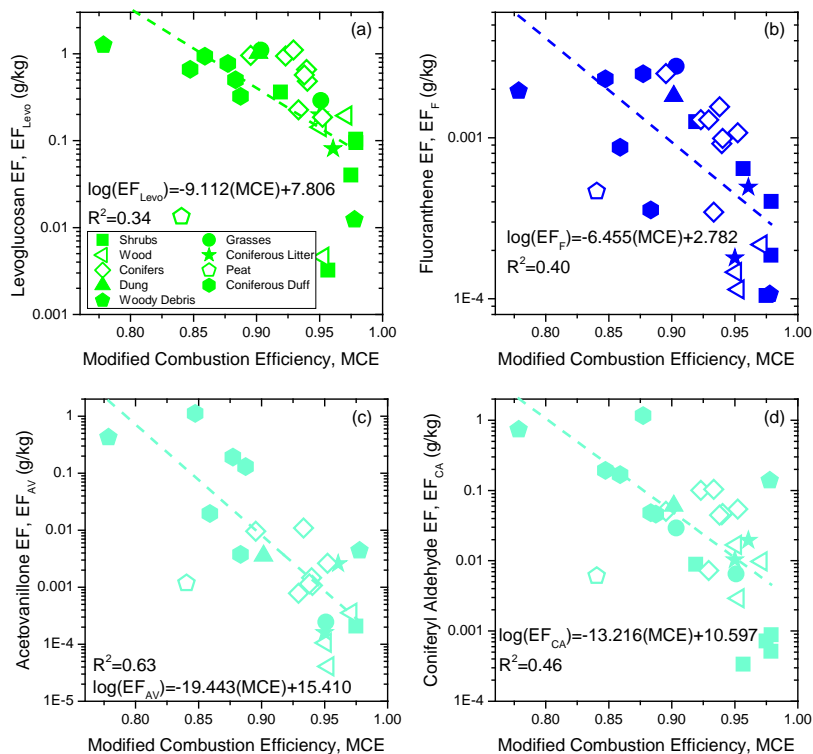 (a)
1
0.1
0.01
0.001
Levoglucosan EF, EF_Levo (g/kg)
log(EF_Levo)=-9.112(MCE)+7.806
R²=0.34
Shrubs
Wood
Conifers
Dung
Woody Debris
Grasses
Coniferous Litter
Peat
Coniferous Duff
0.80 0.85 0.90 0.95 1.00
Modified Combustion Efficiency, MCE
(b)
0.001
1E-4
Fluoranthene EF, EF_F (g/kg)
log(EF_F)=-6.455(MCE)+2.782
R²=0.40
0.80 0.85 0.90 0.95 1.00
Modified Combustion Efficiency, MCE
(c)
1
0.1
0.01
0.001
1E-4
1E-5
Acetovanillone EF, EF_AV (g/kg)
R²=0.63
log(EF_AV)=-19.443(MCE)+15.410
0.80 0.85 0.90 0.95 1.00
Modified Combustion Efficiency, MCE
(d)
1
0.1
0.01
0.001
1E-4
Coniferyl Aldehyde EF, EF_CA (g/kg)
log(EF_CA)=-13.216(MCE)+10.597
R²=0.46
0.80 0.85 0.90 0.95 1.00
Modified Combustion Efficiency, MCE